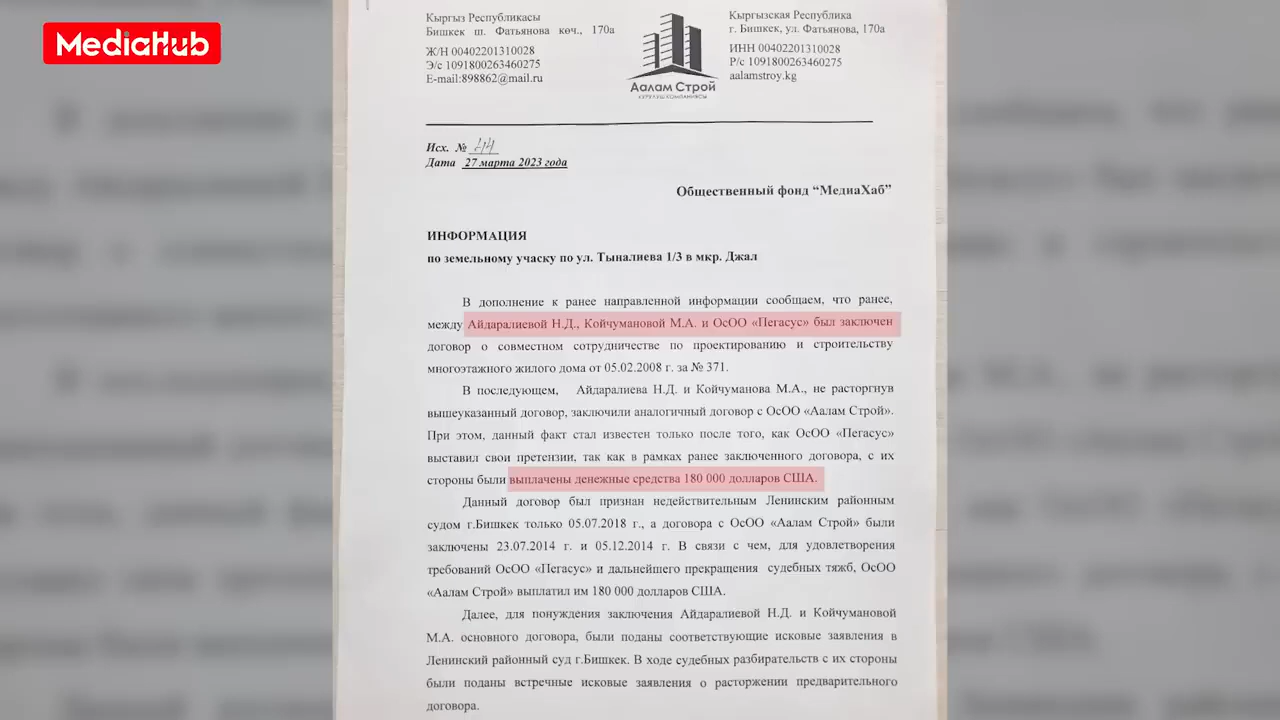 MediaHub
Кыргыз Республикасы
Бишкек ш. Фатьянова көч., 170а
Ж/Н 00402201310028
Э/с 1091800263460275
E-mail:898862@mail.ru
Аалам Строй
КУРУЛУШ КОМПАНИЯСЫ
Кыргызская Республика
г. Бишкек, ул. Фатьянова, 170а
ИНН 00402201310028
Р/с 1091800263460275
aalamstroy.kg
Исх. № 44
Дата 27 марта 2023 года
Общественный фонд “МедиаХаб”
ИНФОРМАЦИЯ
по земельному учаску по ул. Тыналиева 1/3 в мкр. Джал
В дополнение к ранее направленной информации сообщаем, что ранее,
между Айдаралиевой Н.Д., Койчумановой М.А. и ОсОО «Пегасус» был заключен
договор о совместном сотрудничестве по проектированию и строительству
многоэтажного жилого дома от 05.02.2008 г. за № 371.
В последующем, Айдаралиева Н.Д. и Койчуманова М.А., не расторгнув
вышеуказанный договор, заключили аналогичный договор с ОсОО «Аалам Строй».
При этом, данный факт стал известен только после того, как ОсОО «Пегасус»
выставил свои претензии, так как в рамках ранее заключенного договора, с их
стороны были выплачены денежные средства 180 000 долларов США.
Данный договор был признан недействительным Ленинским районным
судом г.Бишкек только 05.07.2018 г., а договора с ОсОО «Аалам Строй» были
заключены 23.07.2014 г. и 05.12.2014 г. В связи с чем, для удовлетворения
требований ОсОО «Пегасус» и дальнейшего прекращения судебных тяжб, ОсОО
«Аалам Строй» выплатил им 180 000 долларов США.
Далее, для понуждения заключения Айдаралиевой Н.Д. и Койчумановой
М.А. основного договора, были поданы соответствующие исковые заявления в
Ленинский районный суд г.Бишкек. В ходе судебных разбирательств с их стороны
были поданы встречные исковые заявления о расторжении предварительного
договора.